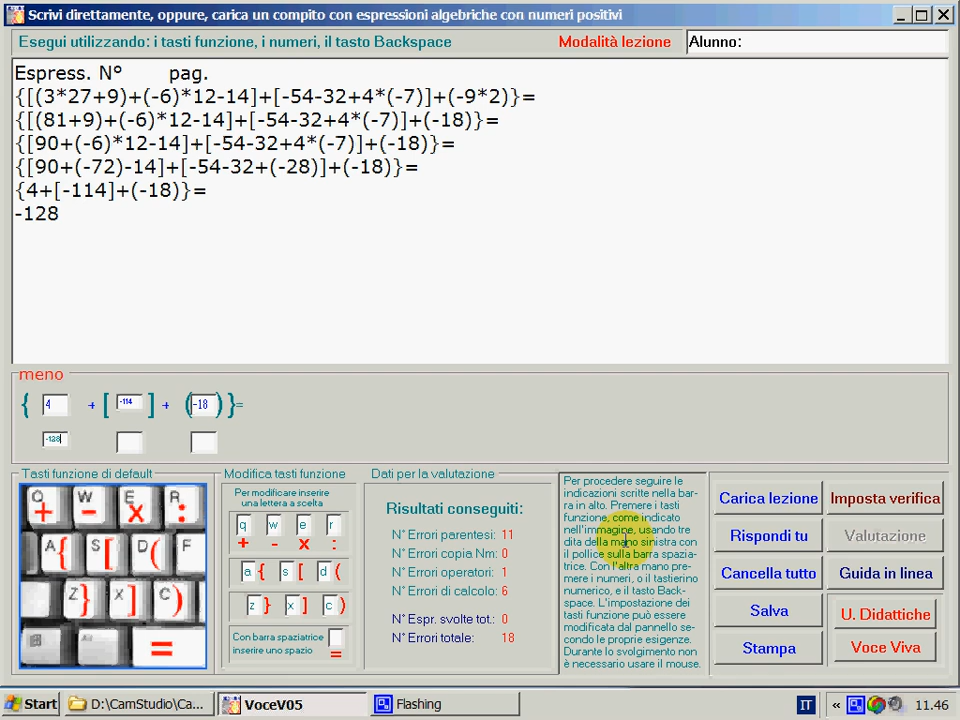 Scrivi direttamente, oppure, carica un compito con espressioni algebriche con numeri positivi
Esegui utilizzando: i tasti funzione, i numeri, il tasto Backspace
Modalità lezione
Alunno:
Espress. N° pag.
{[(3*27+9)+(-6)*12-14]+[-54-32+4*(-7)]+(-9*2)}=
{[(81+9)+(-6)*12-14]+[-54-32+4*(-7)]+(-18)}=
{[90+(-6)*12-14]+[-54-32+4*(-7)]+(-18)}=
{[90+(-72)-14]+[-54-32+(-28)]+(-18)}=
{4+[-114]+(-18)}=
-128
meno
{ 4 + [ -114 ] + ( -18 ) }=
-128
Tasti funzione di default
Q W E R
+ - x :
A{ S[ D(
Z} X] C)
=
Modifica tasti funzione
Per modificare inserire
una lettera a scelta
q w e r
+ - x :
a { s [ d (
z } x ] c )
Con barra spaziatrice
inserire uno spazio =
Dati per la valutazione
Risultati conseguiti:
N° Errori parentesi: 11
N° Errori copia Nm: 0
N° Errori operatori: 1
N° Errori di calcolo: 6
N° Espr. svolte tot.: 0
N° Errori totale: 18
Per procedere seguire le
indicazioni scritte nella bar-
ra in alto. Premere i tasti
funzione, come indicato
nell'immagine, usando tre
dita della mano sinistra con
il pollice sulla barra spazia-
trice. Con l'altra mano pre-
mere i numeri, o il tastierino
numerico, e il tasto Back-
space. L'impostazione dei
tasti funzione può essere
modificata dal pannello se-
condo le proprie esigenze.
Durante lo svolgimento non
è necessario usare il mouse.
Carica lezione
Imposta verifica
Rispondi tu
Valutazione
Cancella tutto
Guida in linea
Salva
U. Didattiche
Stampa
Voce Viva
Start
D:\CamStudio\Ca...
VoceV05
Flashing
IT
«
11.46